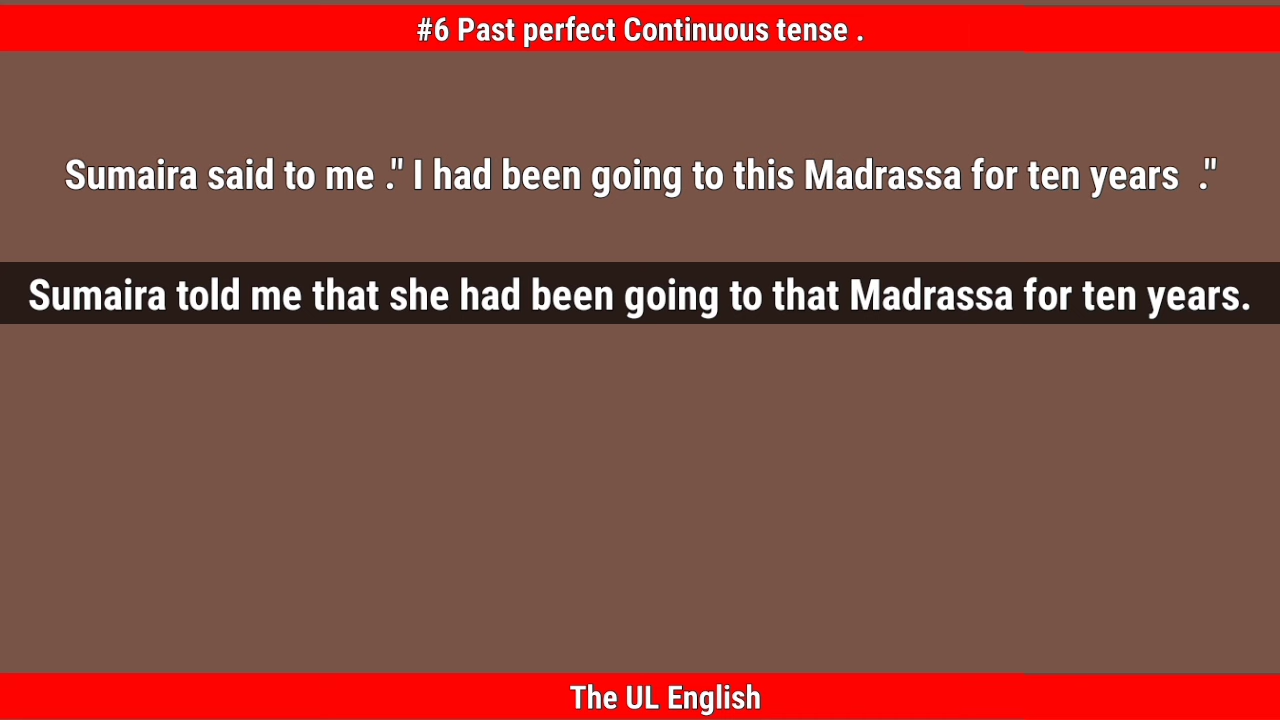 #6 Past perfect Continuous tense .
Sumaira said to me ." I had been going to this Madrassa for ten years  ."
Sumaira told me that she had been going to that Madrassa for ten years.
The UL English